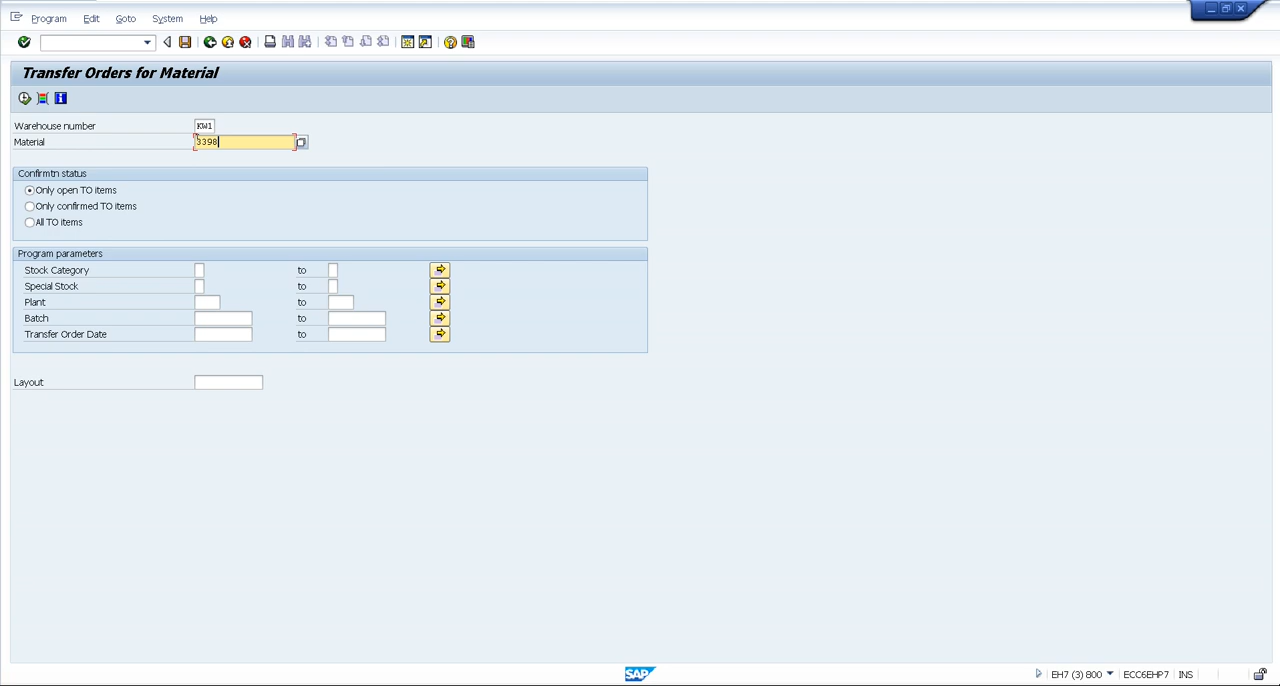 Program Edit Goto System Help
Transfer Orders for Material
Warehouse number KW1
Material 3398
Confirmtn status
Only open TO items
Only confirmed TO items
All TO items
Program parameters
Stock Category to
Special Stock to
Plant to
Batch to
Transfer Order Date to
Layout
SAP EH7 (3) 800 ECC6EHP7 INS